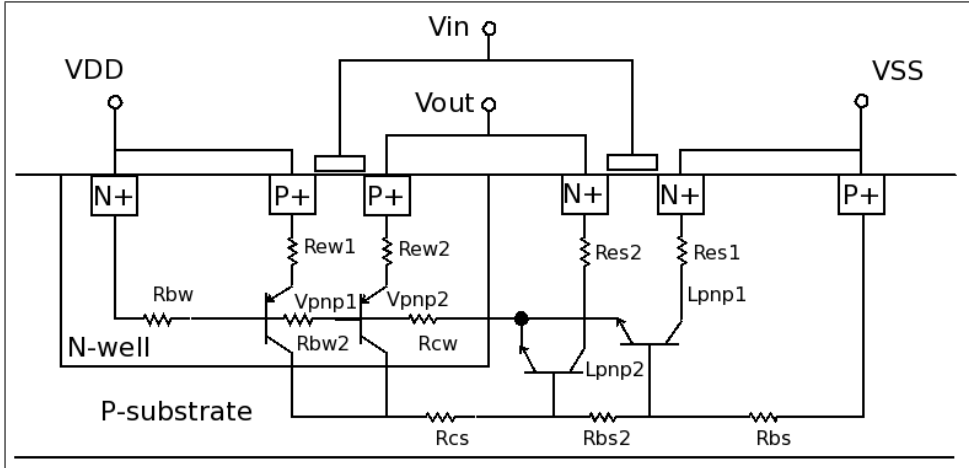 Vin
VDD
VSS
Vout
N+
P+
P+
N+
N+
P+
Rew1
Rew2
Res2
Res1
Rbw
Vpnp1
Vpnp2
Lpnp1
N-well
Rbw2
Rcw
Lpnp2
P-substrate
Rcs
Rbs2
Rbs